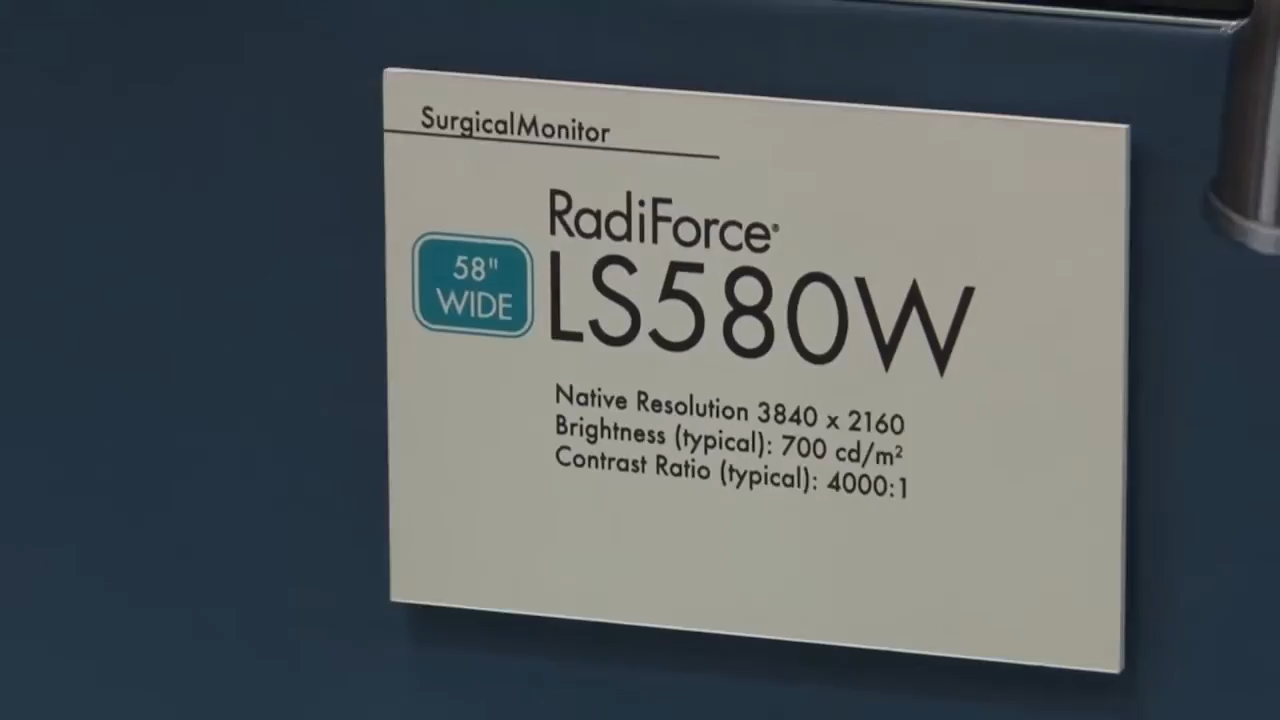 SurgicalMonitor
RadiForce®
58"
WIDE
LS580W
Native Resolution 3840 x 2160
Brightness (typical): 700 cd/m²
Contrast Ratio (typical): 4000:1